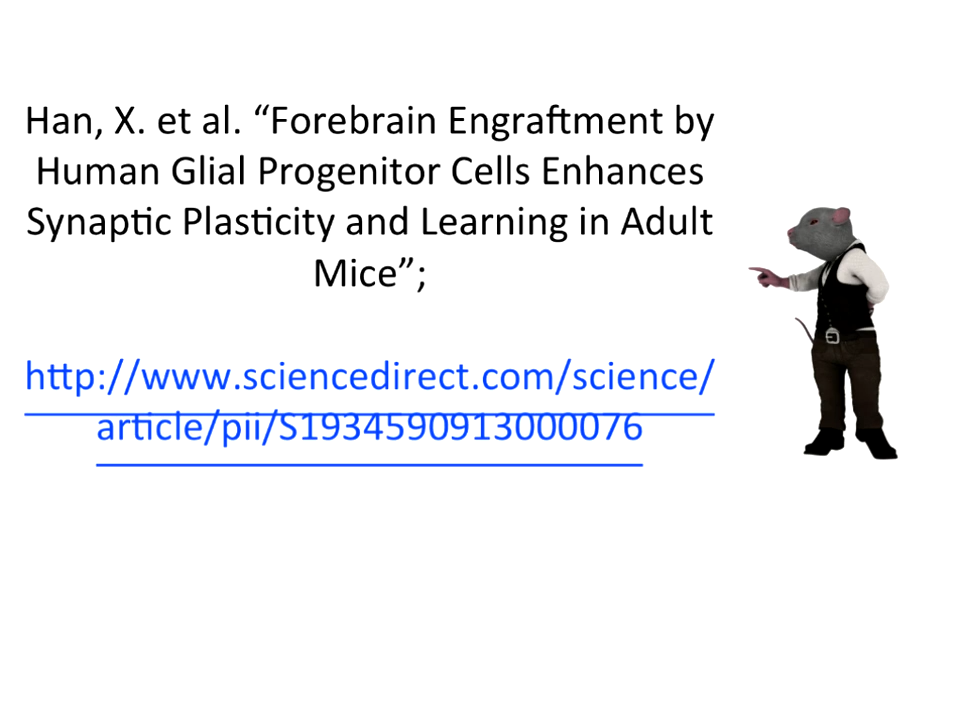 Han, X. et al. “Forebrain Engraftment by
Human Glial Progenitor Cells Enhances
Synaptic Plasticity and Learning in Adult
Mice”;
http://www.sciencedirect.com/science/
article/pii/S1934590913000076